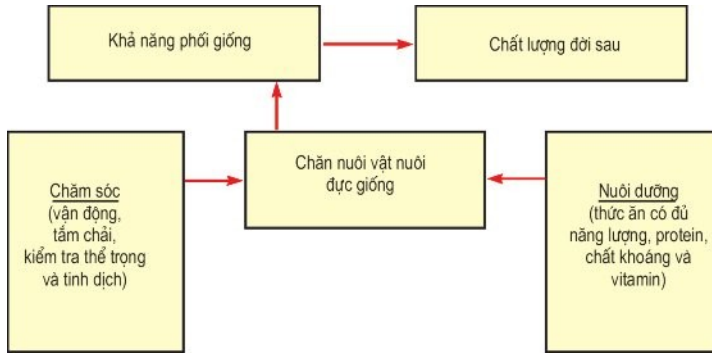 Khả năng phối giống
Chất lượng đời sau
Chăm sóc
(vận động,
tắm chải,
kiểm tra thể trọng
và tinh dịch)
Chăn nuôi vật nuôi
đực giống
Nuôi dưỡng
(thức ăn có đủ
năng lượng, protein,
chất khoáng và
vitamin)